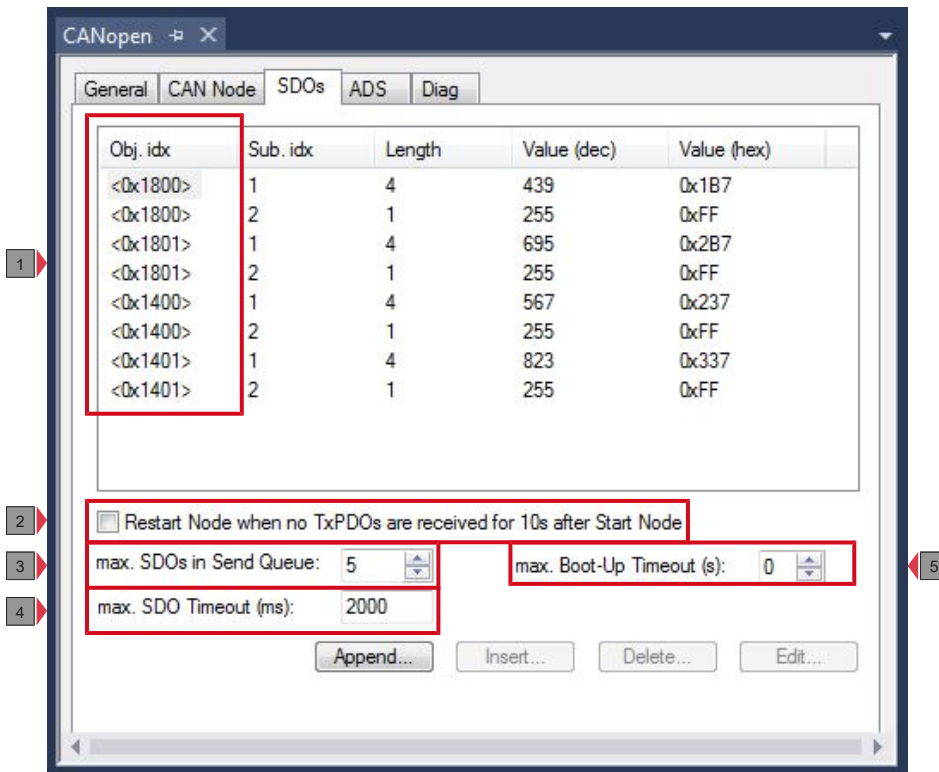 CANopen
General CAN Node SDOs ADS Diag
Obj. idx Sub. idx Length Value (dec) Value (hex)
<0x1800> 1 4 439 0x1B7
<0x1800> 2 1 255 0xFF
<0x1801> 1 4 695 0x2B7
1
<0x1801> 2 1 255 0xFF
<0x1400> 1 4 567 0x237
<0x1400> 2 1 255 0xFF
<0x1401> 1 4 823 0x337
<0x1401> 2 1 255 0xFF
2 Restart Node when no TxPDOs are received for 10s after Start Node
3 max. SDOs in Send Queue: 5 max. Boot-Up Timeout (s): 0 5
4 max. SDO Timeout (ms): 2000
Append... Insert... Delete... Edit...